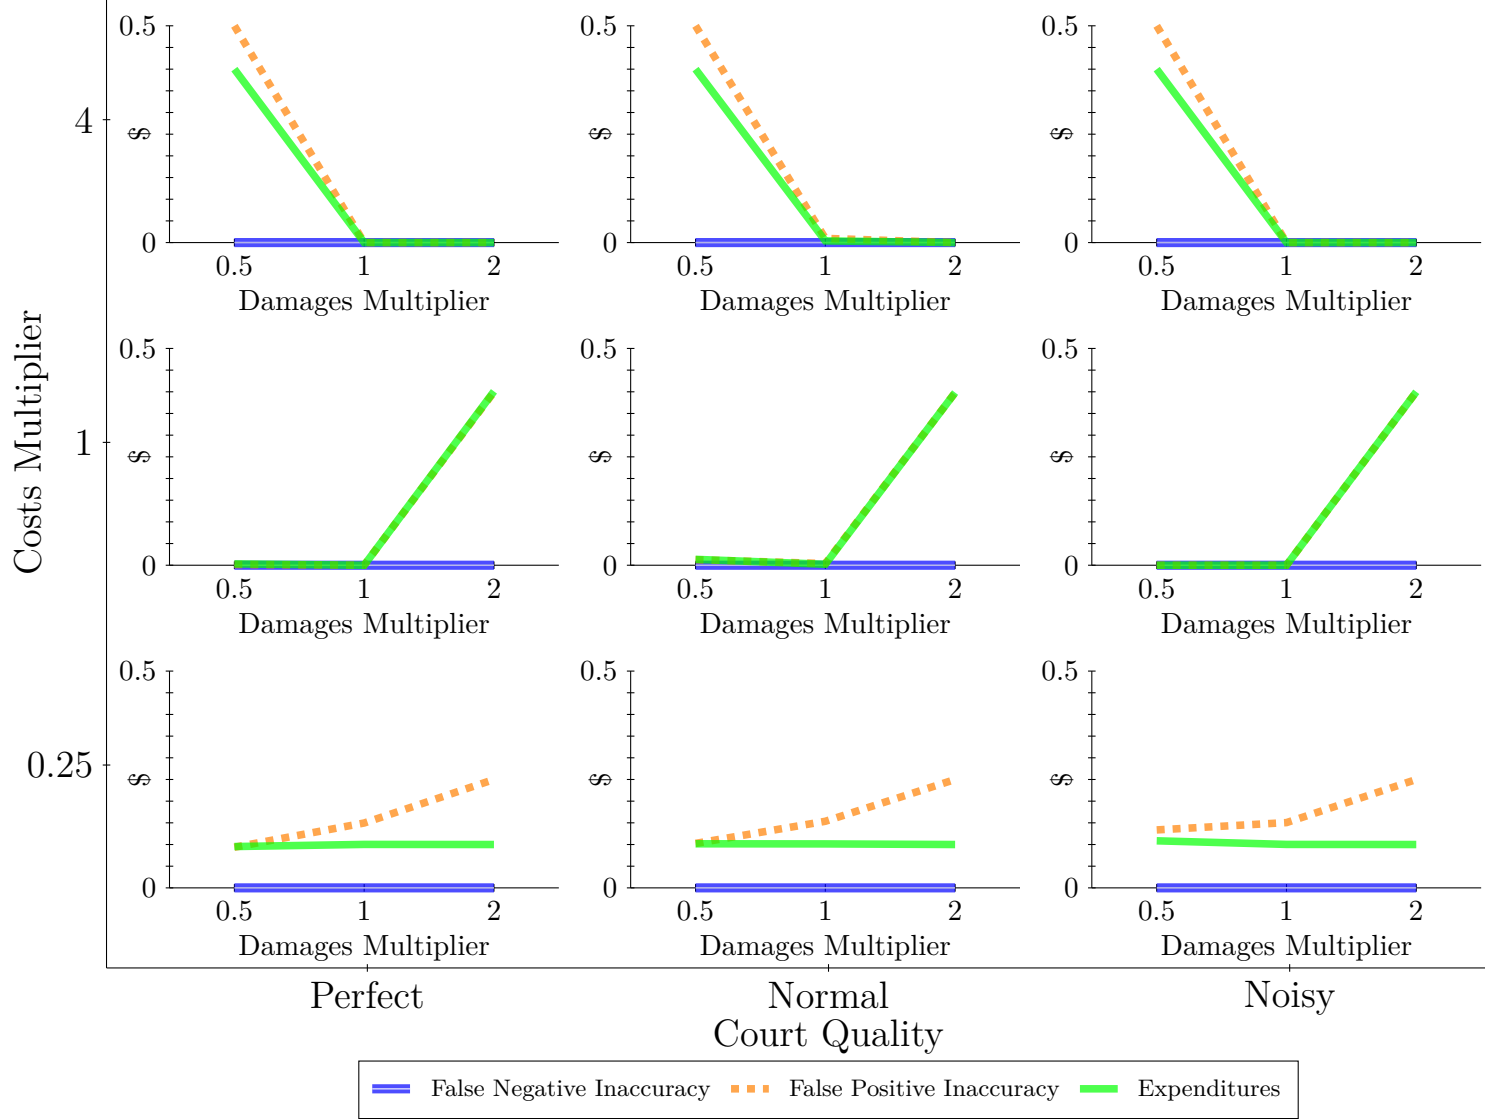 0.5 0.5 0.5
4 $ $ $
0 0 0
0.5 1 2 0.5 1 2 0.5 1 2
Damages Multiplier Damages Multiplier Damages Multiplier
Costs Multiplier
0.5 0.5 0.5
1 $ $ $
0 0 0
0.5 1 2 0.5 1 2 0.5 1 2
Damages Multiplier Damages Multiplier Damages Multiplier
0.5 0.5 0.5
0.25 $ $ $
0 0 0
0.5 1 2 0.5 1 2 0.5 1 2
Damages Multiplier Damages Multiplier Damages Multiplier
Perfect Normal Noisy
Court Quality
False Negative Inaccuracy False Positive Inaccuracy Expenditures